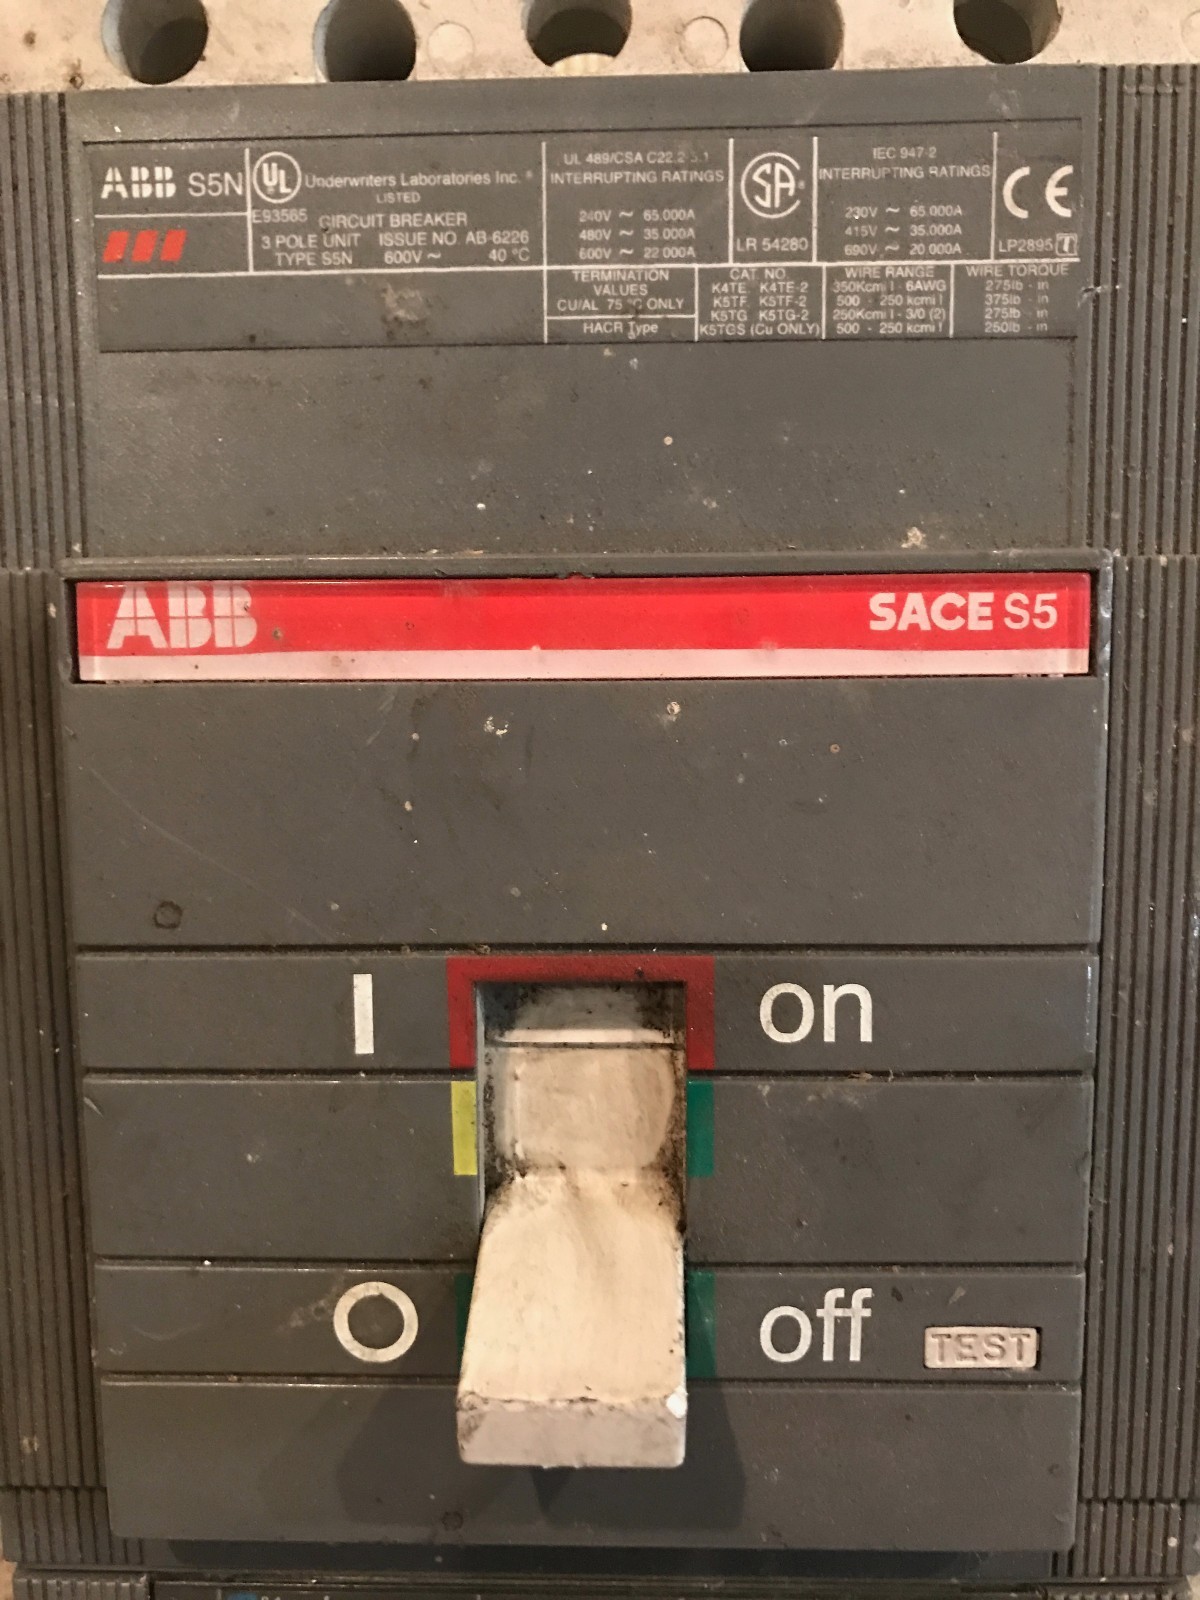 ABB S5N
UL
Underwriters Laboratories Inc. ®
LISTED
E93565
CIRCUIT BREAKER
3 POLE UNIT ISSUE NO. AB-6226
TYPE S5N 600V ~ 40 °C
UL 489/CSA C22.2-5.1
INTERRUPTING RATINGS
240V ~ 65.000A
480V ~ 35.000A
600V ~ 22.000A
SA ®
LR 54280
IEC 947-2
INTERRUPTING RATINGS
230V ~ 65.000A
415V ~ 35.000A
690V ~ 20.000A
CE
LP2895
TERMINATION
VALUES
CU/AL 75 °C ONLY
HACR Type
CAT. NO.
K4TE K4TE-2
K5TF K5TF-2
K5TG K5TG-2
K5TGS (Cu ONLY)
WIRE RANGE
350Kcmil - 6AWG
500 - 250 kcmil
250Kcmil - 3/0 (2)
500 - 250 kcmil
WIRE TORQUE
275lb - in
375lb - in
275lb - in
250lb - in
ABB
SACE S5
I on
O off
TEST